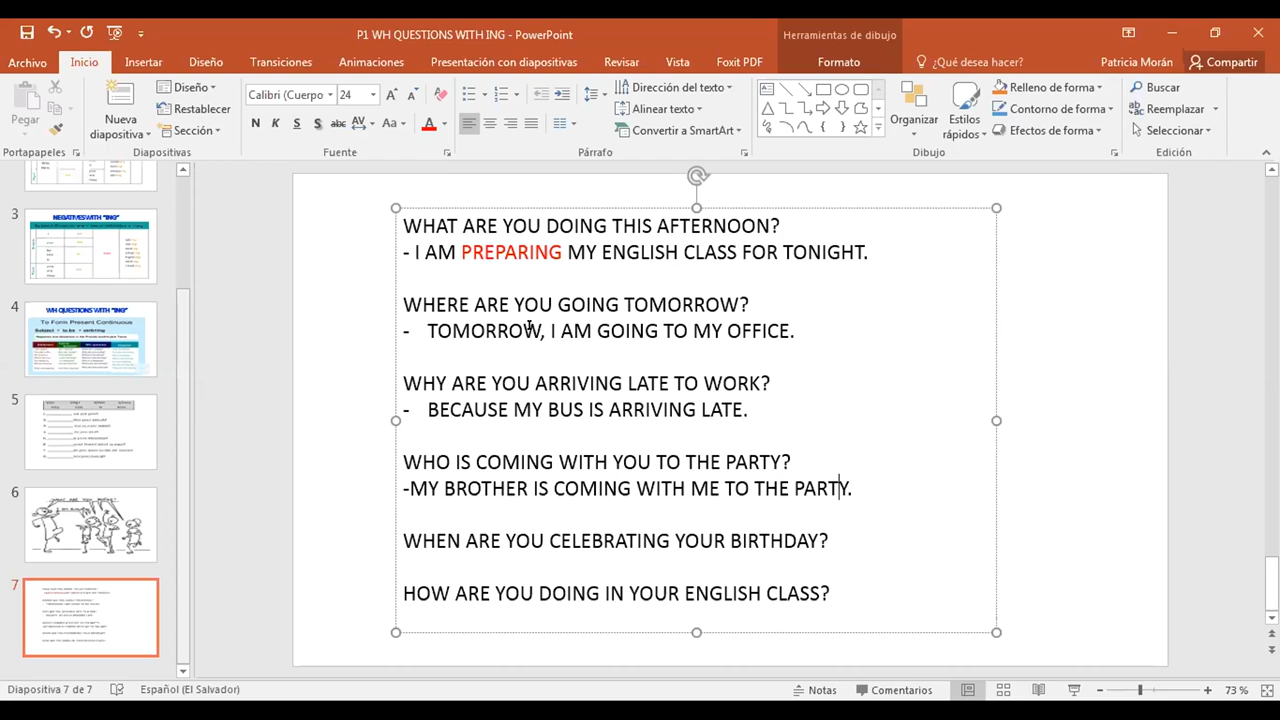 P1 WH QUESTIONS WITH ING - PowerPoint
Herramientas de dibujo
Archivo Inicio Insertar Diseño Transiciones Animaciones Presentación con diapositivas Revisar Vista Foxit PDF Formato ¿Qué desea hacer? Patricia Morán Compartir
Pegar
Nueva diapositiva
Diseño
Restablecer
Sección
Calibri (Cuerpo) 24
N K S S abc AV Aa A
Dirección del texto
Alinear texto
Convertir a SmartArt
Organizar
Estilos rápidos
Relleno de forma
Contorno de forma
Efectos de forma
Buscar
Reemplazar
Seleccionar
Portapapeles Diapositivas Fuente Párrafo Dibujo Edición
3
NEGATIVES WITH "ING"
4
WH QUESTIONS WITH "ING"
To Form Present Continuous
5
6
7
WHAT ARE YOU DOING THIS AFTERNOON?
- I AM PREPARING MY ENGLISH CLASS FOR TONIGHT.
WHERE ARE YOU GOING TOMORROW?
- TOMORROW, I AM GOING TO MY OFFICE.
WHY ARE YOU ARRIVING LATE TO WORK?
- BECAUSE MY BUS IS ARRIVING LATE.
WHO IS COMING WITH YOU TO THE PARTY?
-MY BROTHER IS COMING WITH ME TO THE PARTY.
WHEN ARE YOU CELEBRATING YOUR BIRTHDAY?
HOW ARE YOU DOING IN YOUR ENGLISH CLASS?
Diapositiva 7 de 7 Español (El Salvador) Notas Comentarios 73 %